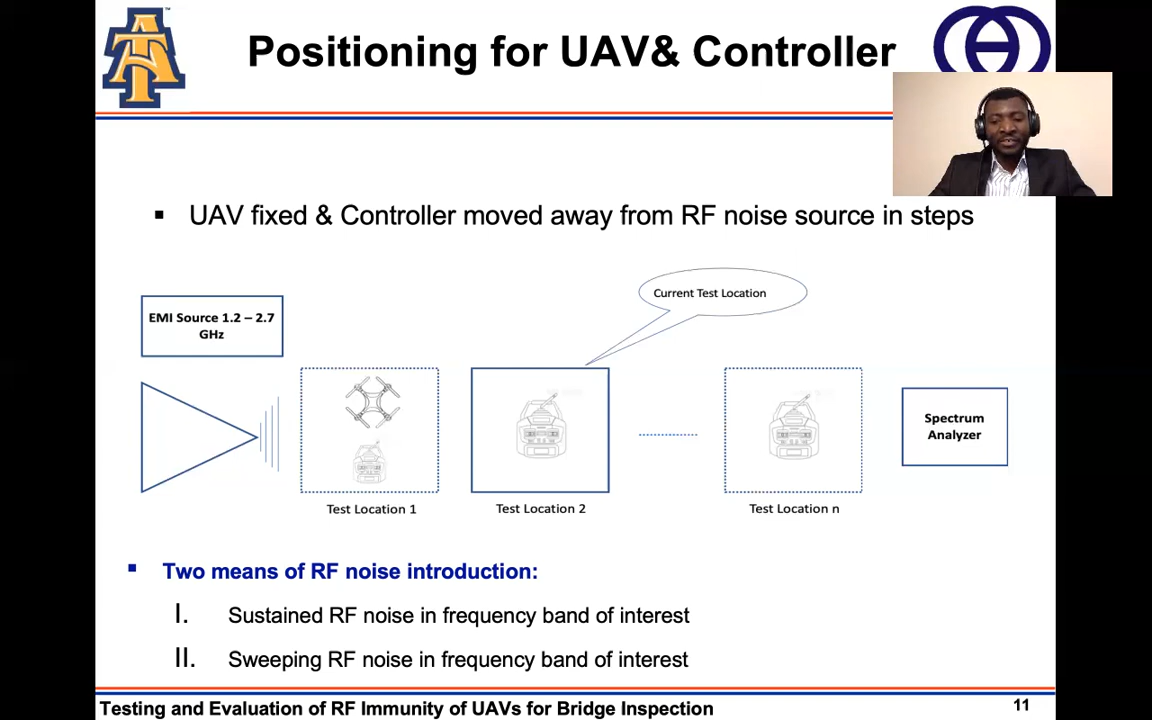 Positioning for UAV& Controller
▪ UAV fixed & Controller moved away from RF noise source in steps
Current Test Location
EMI Source 1.2 – 2.7
GHz
Spectrum
Analyzer
Test Location 1
Test Location 2
Test Location n
▪ Two means of RF noise introduction:
I. Sustained RF noise in frequency band of interest
II. Sweeping RF noise in frequency band of interest
Testing and Evaluation of RF Immunity of UAVs for Bridge Inspection
11